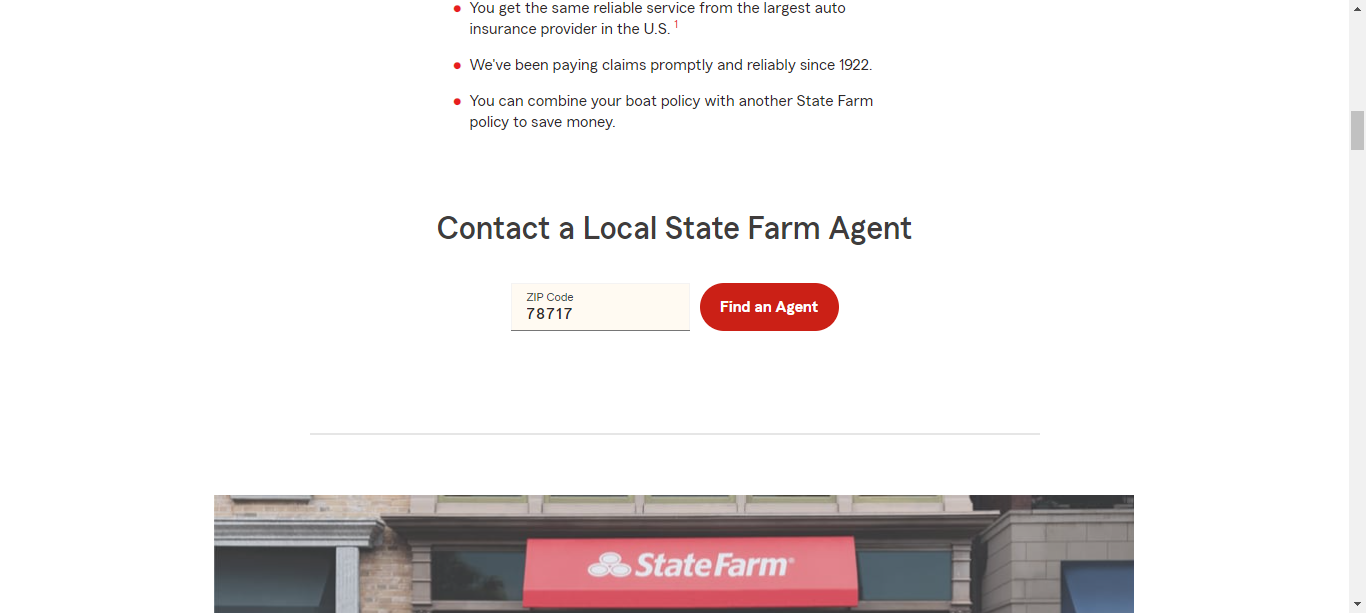 You get the same reliable service from the largest auto
insurance provider in the U.S. 1
We've been paying claims promptly and reliably since 1922.
You can combine your boat policy with another State Farm
policy to save money.
Contact a Local State Farm Agent
ZIP Code
78717
Find an Agent
StateFarm®